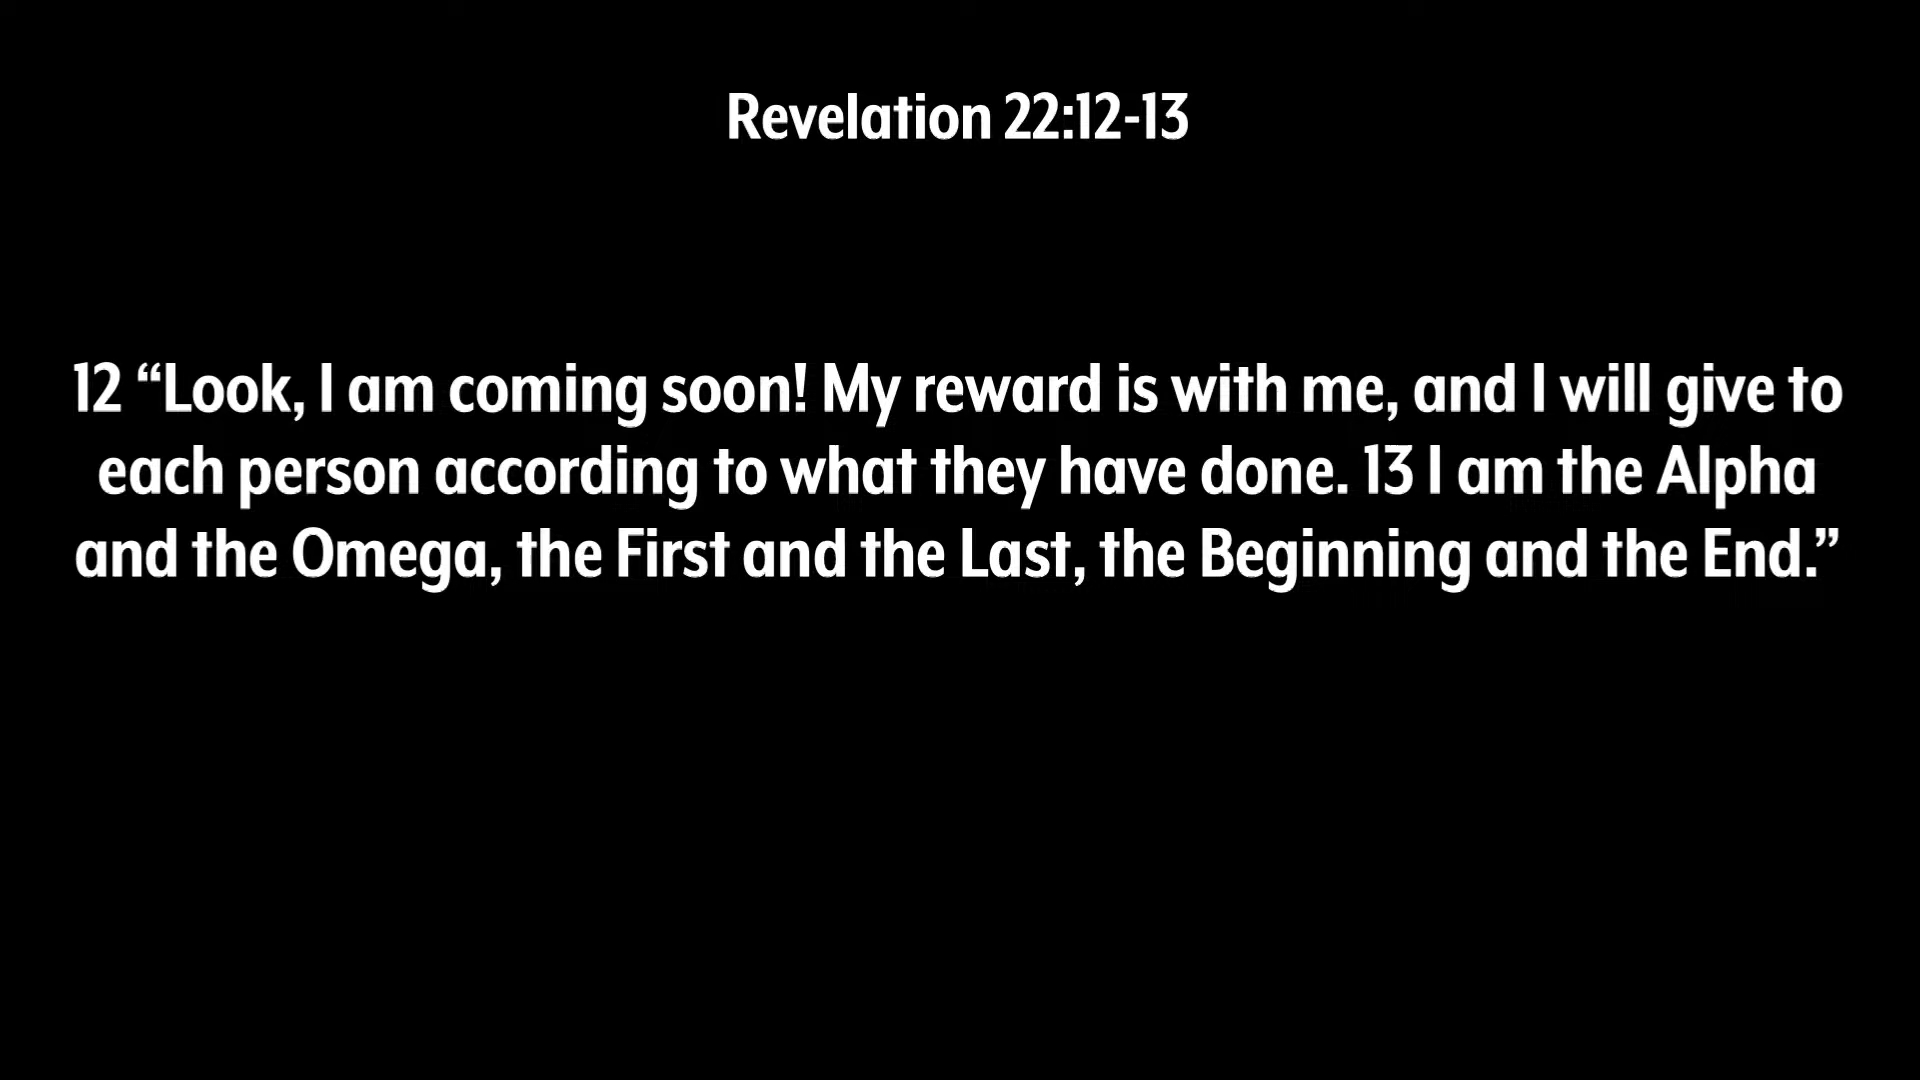 Revelation 22:12-13
12 “Look, I am coming soon! My reward is with me, and I will give to
each person according to what they have done. 13 I am the Alpha
and the Omega, the First and the Last, the Beginning and the End.”